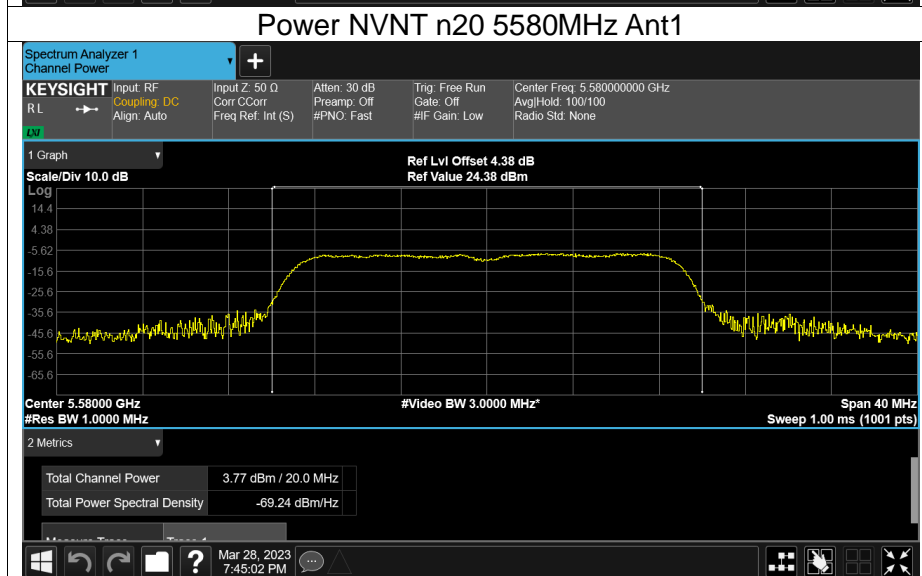 Power NVNT n20 5580MHz Ant1
Spectrum Analyzer 1
Channel Power
+
KEYSIGHT Input: RF Input Z: 50 Ω Atten: 30 dB Trig: Free Run Center Freq: 5.580000000 GHz
RL Coupling: DC Corr CCorr Preamp: Off Gate: Off Avg|Hold: 100/100
Align: Auto Freq Ref: Int (S) #PNO: Fast #IF Gain: Low Radio Std: None
LXI
1 Graph Ref Lvl Offset 4.38 dB
Scale/Div 10.0 dB Ref Value 24.38 dBm
Log
14.4
4.38
-5.62
-15.6
-25.6
-35.6
-45.6
-55.6
-65.6
Center 5.58000 GHz #Video BW 3.0000 MHz* Span 40 MHz
#Res BW 1.0000 MHz Sweep 1.00 ms (1001 pts)
2 Metrics
Total Channel Power 3.77 dBm / 20.0 MHz
Total Power Spectral Density -69.24 dBm/Hz
? Mar 28, 2023
7:45:02 PM